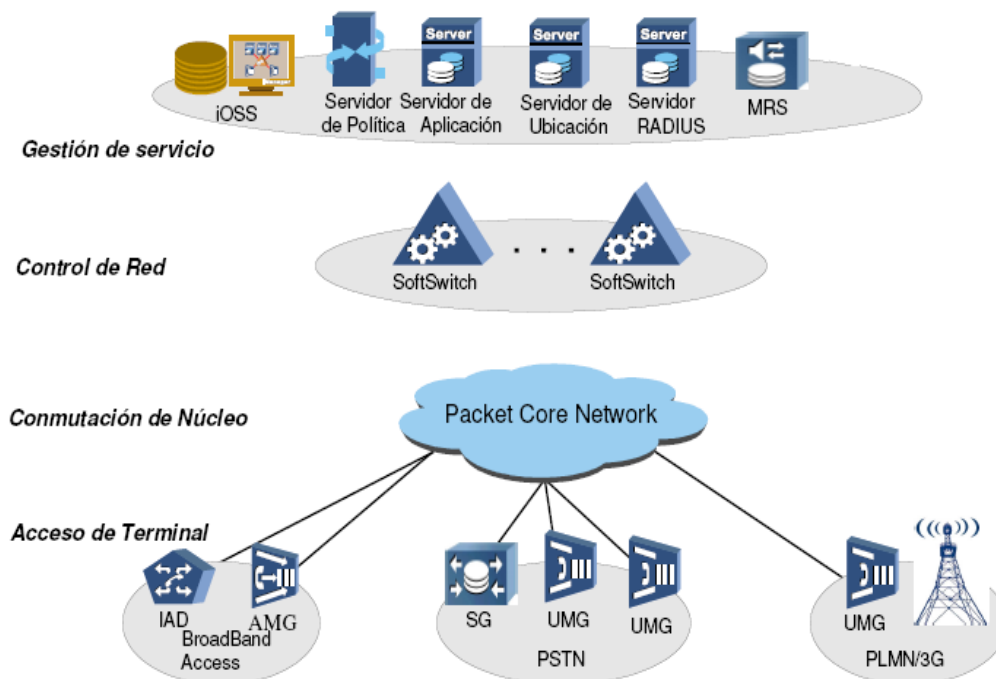 Server
Server
Server
iOSS
Servidor
de Política
Servidor de
Aplicación
Servidor de
Ubicación
Servidor
RADIUS
MRS
Gestión de servicio
Control de Red
SoftSwitch
. . .
SoftSwitch
Conmutación de Núcleo
Packet Core Network
Acceso de Terminal
IAD
AMG
BroadBand
Access
SG
UMG
UMG
PSTN
UMG
PLMN/3G